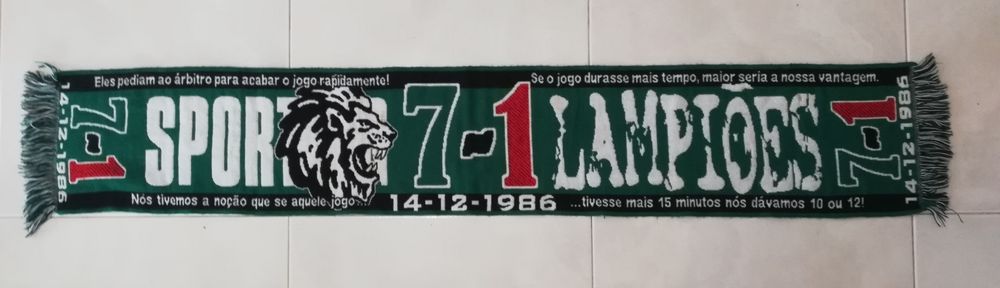 Eles pediam ao árbitro para acabar o jogo rapidamente!
Se o jogo durasse mais tempo, maior seria a nossa vantagem.
14-12-1986
7-1
SPOR
7-1
LAMPIÕES
7-1
14-12-1986
Nós tivemos a noção que se aquele jogo...
14-12-1986
...tivesse mais 15 minutos nós dávamos 10 ou 12!